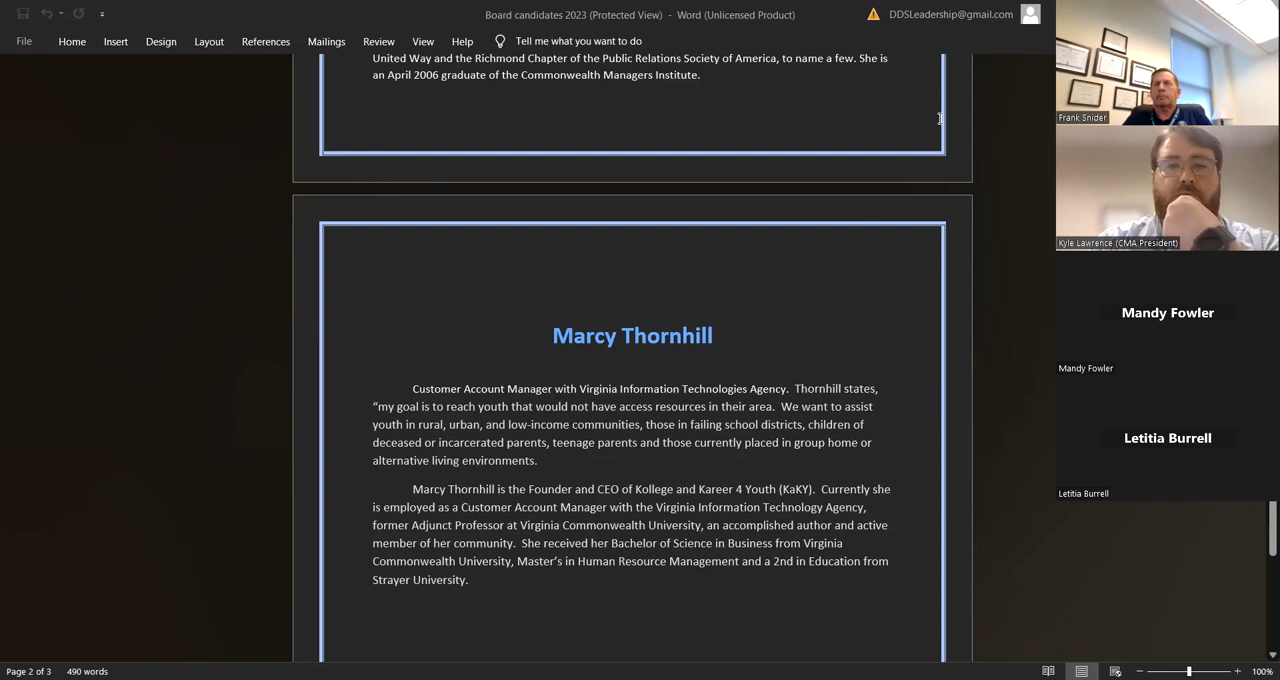 Board candidates 2023 (Protected View) - Word (Unlicensed Product)
DDSLeadership@gmail.com
File Home Insert Design Layout References Mailings Review View Help Tell me what you want to do
United Way and the Richmond Chapter of the Public Relations Society of America, to name a few. She is
an April 2006 graduate of the Commonwealth Managers Institute.
Marcy Thornhill
Customer Account Manager with Virginia Information Technologies Agency. Thornhill states,
“my goal is to reach youth that would not have access resources in their area. We want to assist
youth in rural, urban, and low-income communities, those in failing school districts, children of
deceased or incarcerated parents, teenage parents and those currently placed in group home or
alternative living environments.
Marcy Thornhill is the Founder and CEO of Kollege and Kareer 4 Youth (KaKY). Currently she
is employed as a Customer Account Manager with the Virginia Information Technology Agency,
former Adjunct Professor at Virginia Commonwealth University, an accomplished author and active
member of her community. She received her Bachelor of Science in Business from Virginia
Commonwealth University, Master’s in Human Resource Management and a 2nd in Education from
Strayer University.
Page 2 of 3 490 words
100%
Frank Snider
Kyle Lawrence (CMA President)
Mandy Fowler
Mandy Fowler
Letitia Burrell
Letitia Burrell